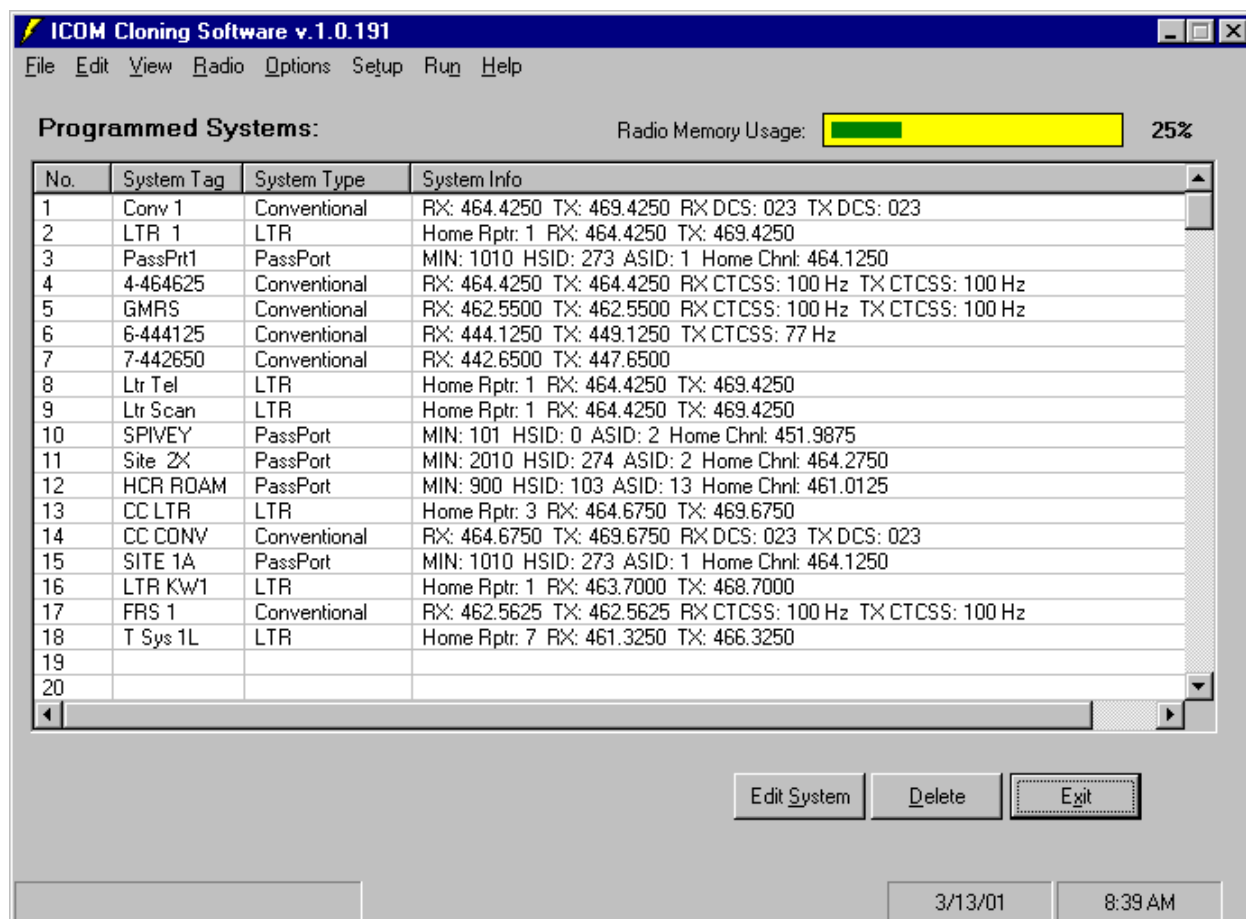 ICOM Cloning Software v.1.0.191
File Edit View Radio Options Setup Run Help
Programmed Systems: Radio Memory Usage: 25%
No. System Tag System Type System Info
1 Conv 1 Conventional RX: 464.4250 TX: 469.4250 RX DCS: 023 TX DCS: 023
2 LTR 1 LTR Home Rptr: 1 RX: 464.4250 TX: 469.4250
3 PassPrt1 PassPort MIN: 1010 HSID: 273 ASID: 1 Home Chnl: 464.1250
4 4-464625 Conventional RX: 464.4250 TX: 464.4250 RX CTCSS: 100 Hz TX CTCSS: 100 Hz
5 GMRS Conventional RX: 462.5500 TX: 462.5500 RX CTCSS: 100 Hz TX CTCSS: 100 Hz
6 6-444125 Conventional RX: 444.1250 TX: 449.1250 TX CTCSS: 77 Hz
7 7-442650 Conventional RX: 442.6500 TX: 447.6500
8 Ltr Tel LTR Home Rptr: 1 RX: 464.4250 TX: 469.4250
9 Ltr Scan LTR Home Rptr: 1 RX: 464.4250 TX: 469.4250
10 SPIVEY PassPort MIN: 101 HSID: 0 ASID: 2 Home Chnl: 451.9875
11 Site 2X PassPort MIN: 2010 HSID: 274 ASID: 2 Home Chnl: 464.2750
12 HCR ROAM PassPort MIN: 900 HSID: 103 ASID: 13 Home Chnl: 461.0125
13 CC LTR LTR Home Rptr: 3 RX: 464.6750 TX: 469.6750
14 CC CONV Conventional RX: 464.6750 TX: 469.6750 RX DCS: 023 TX DCS: 023
15 SITE 1A PassPort MIN: 1010 HSID: 273 ASID: 1 Home Chnl: 464.1250
16 LTR KW1 LTR Home Rptr: 1 RX: 463.7000 TX: 468.7000
17 FRS 1 Conventional RX: 462.5625 TX: 462.5625 RX CTCSS: 100 Hz TX CTCSS: 100 Hz
18 T Sys 1L LTR Home Rptr: 7 RX: 461.3250 TX: 466.3250
19
20
Edit System Delete Exit
3/13/01 8:39 AM